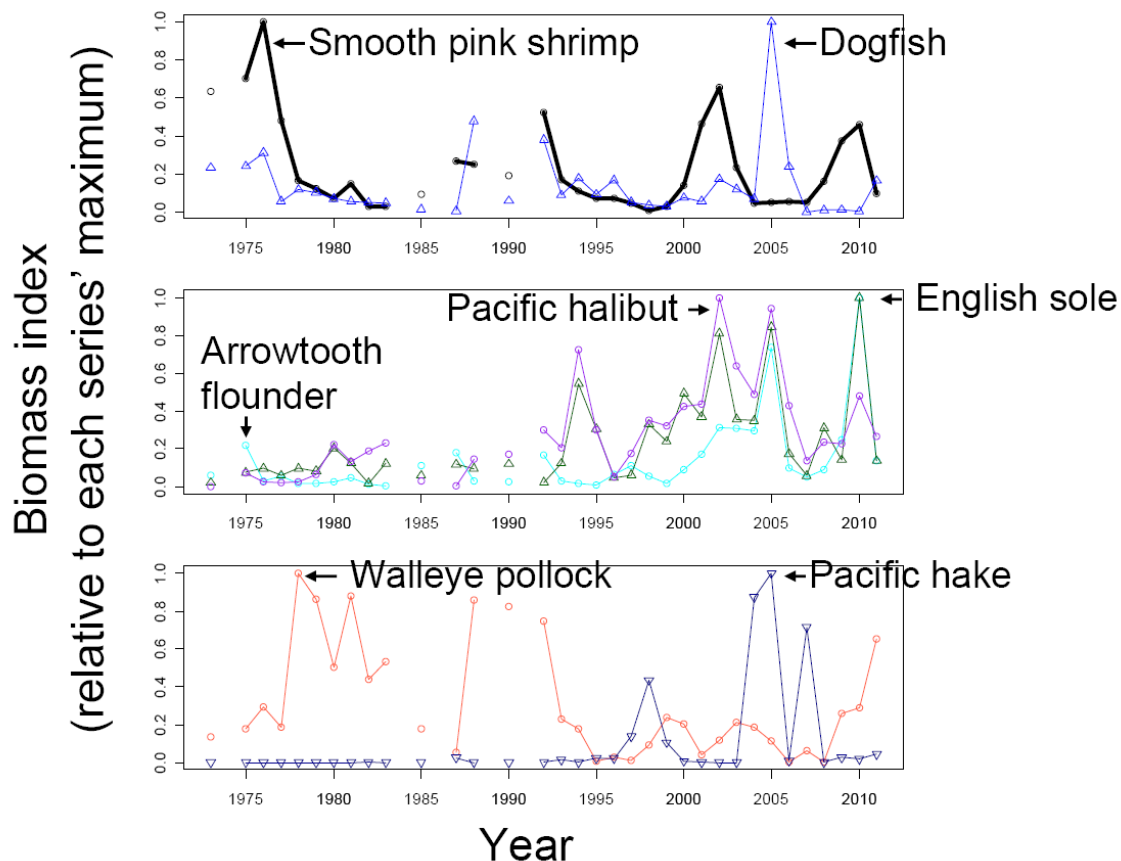 Biomass index
(relative to each series' maximum)
Smooth pink shrimp
Dogfish
1.0
0.8
0.6
0.4
0.2
0.0
1975 1980 1985 1990 1995 2000 2005 2010
Pacific halibut
English sole
Arrowtooth
flounder
1.0
0.8
0.6
0.4
0.2
0.0
1975 1980 1985 1990 1995 2000 2005 2010
Walleye pollock
Pacific hake
1.0
0.8
0.6
0.4
0.2
0.0
1975 1980 1985 1990 1995 2000 2005 2010
Year